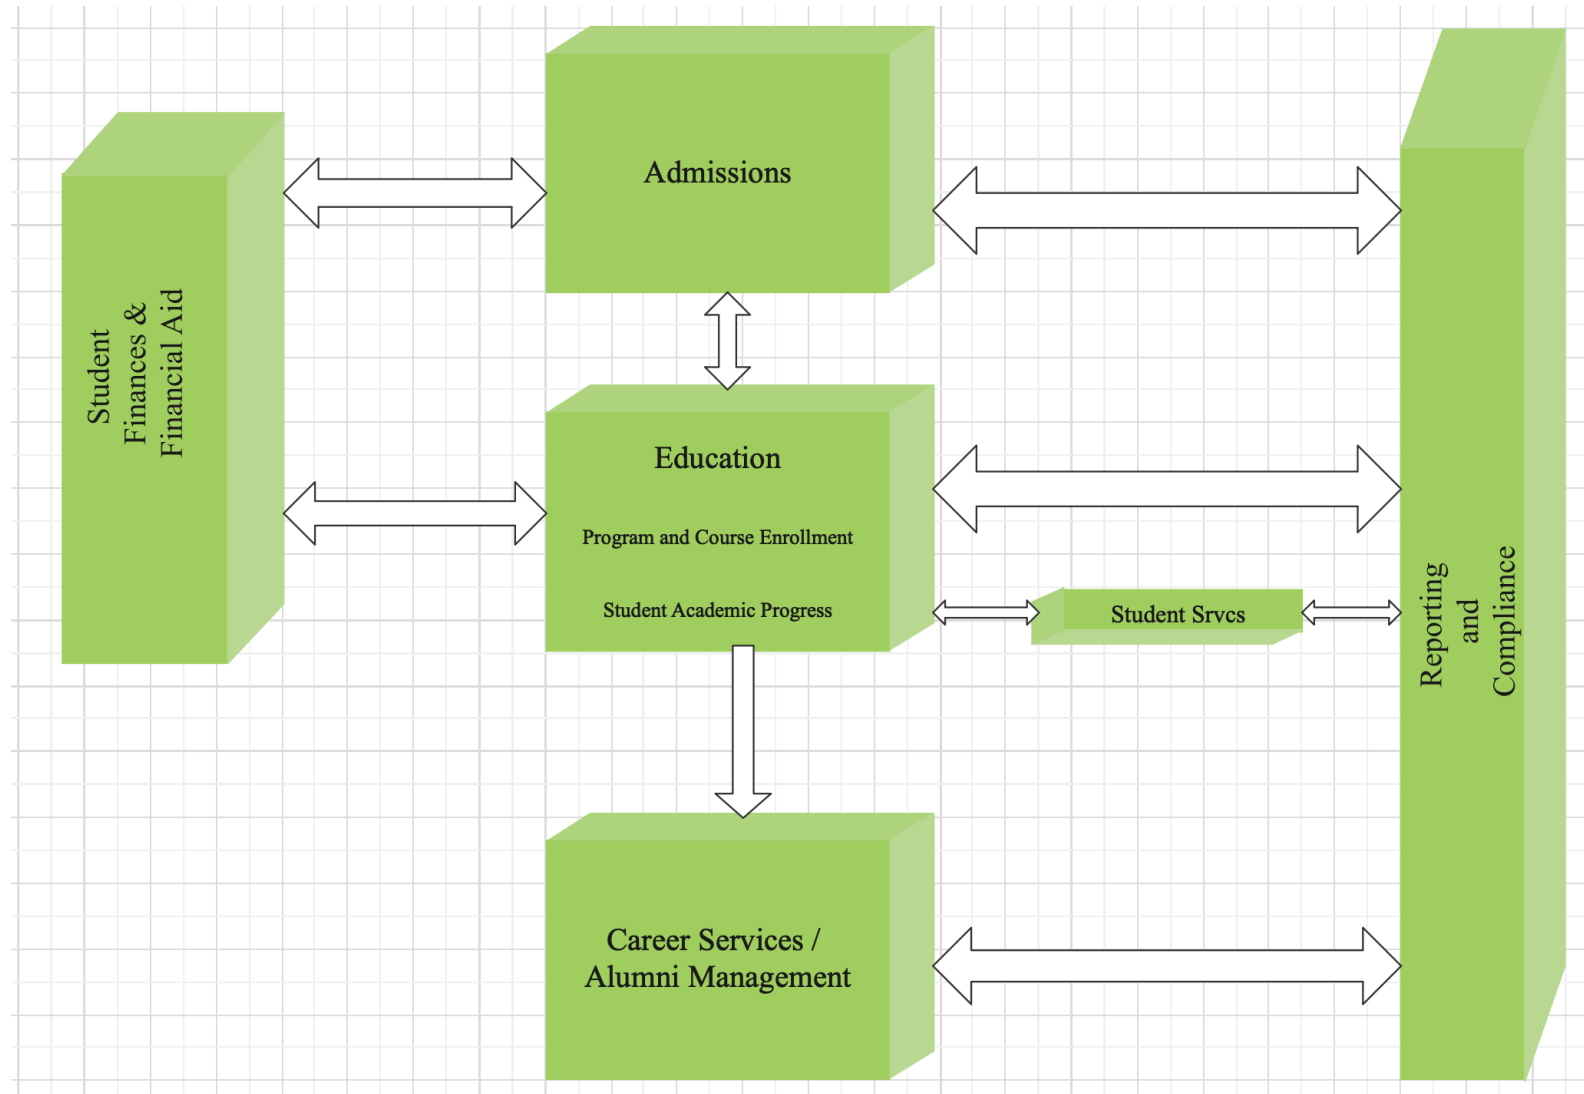 Admissions
Student
Finances &
Financial Aid
Education
Program and Course Enrollment
Student Academic Progress
Student Srvcs
Reporting
and
Compliance
Career Services /
Alumni Management